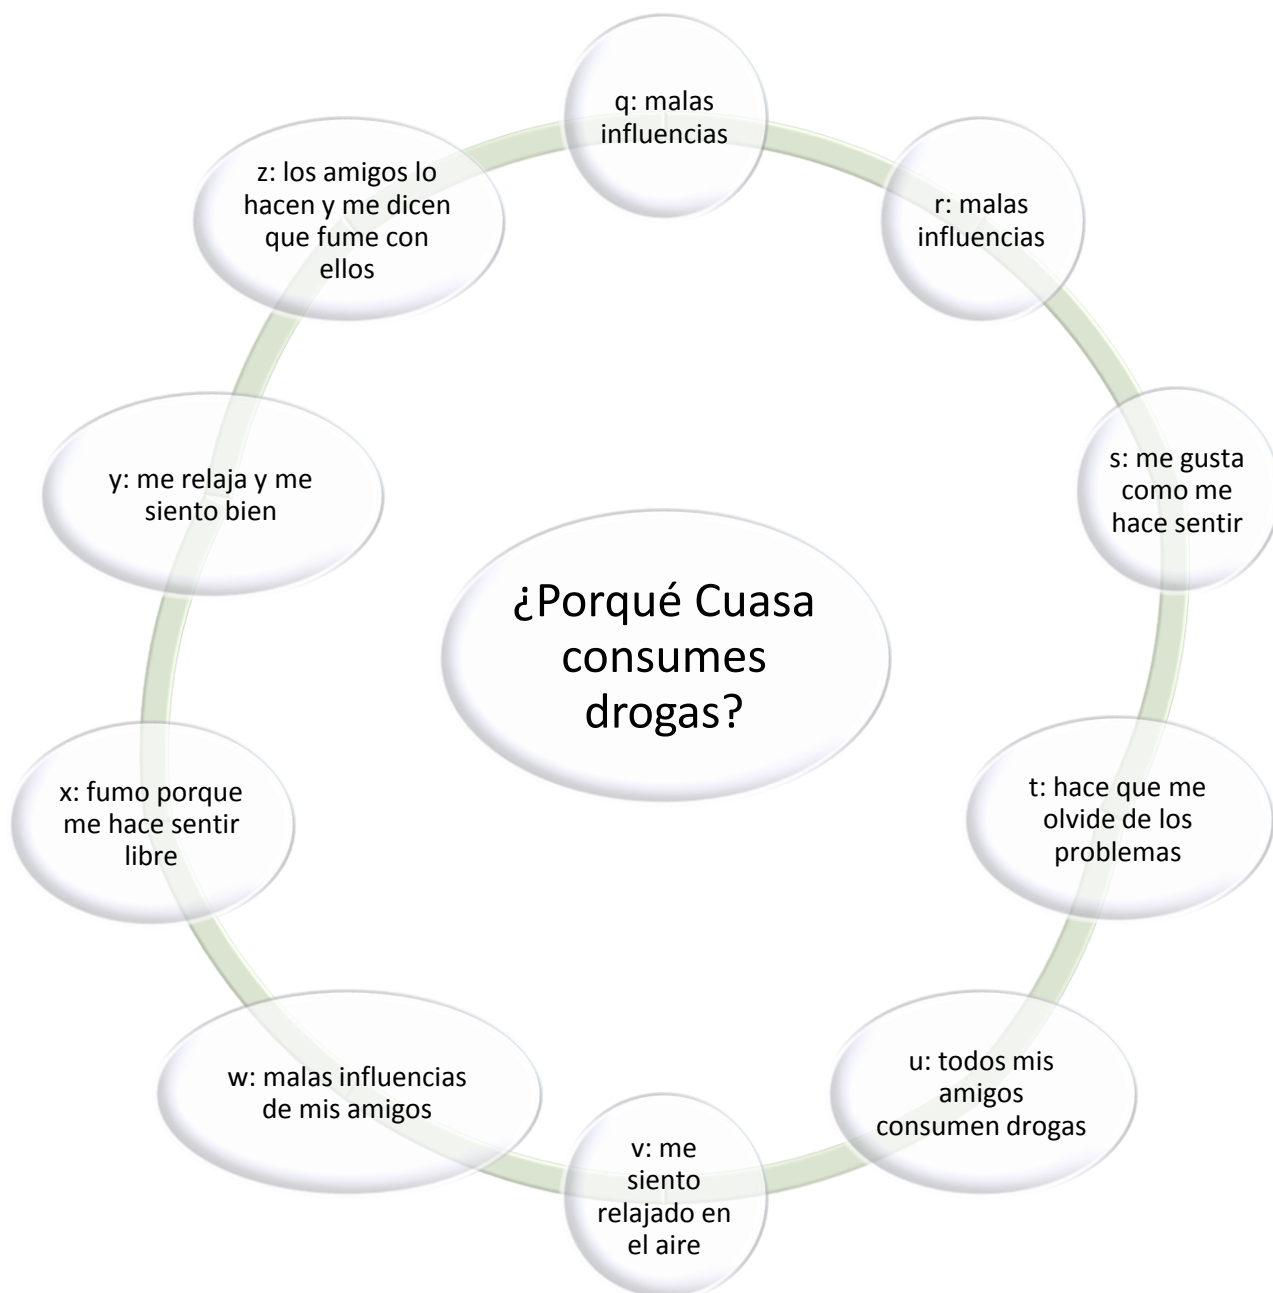 ¿Porqué Cuasa
consumes
drogas?
q: malas
influencias
r: malas
influencias
s: me gusta
como me
hace sentir
t: hace que me
olvide de los
problemas
u: todos mis
amigos
consumen drogas
v: me
siento
relajado en
el aire
w: malas influencias
de mis amigos
x: fumo porque
me hace sentir
libre
y: me relaja y me
siento bien
z: los amigos lo
hacen y me dicen
que fume con
ellos